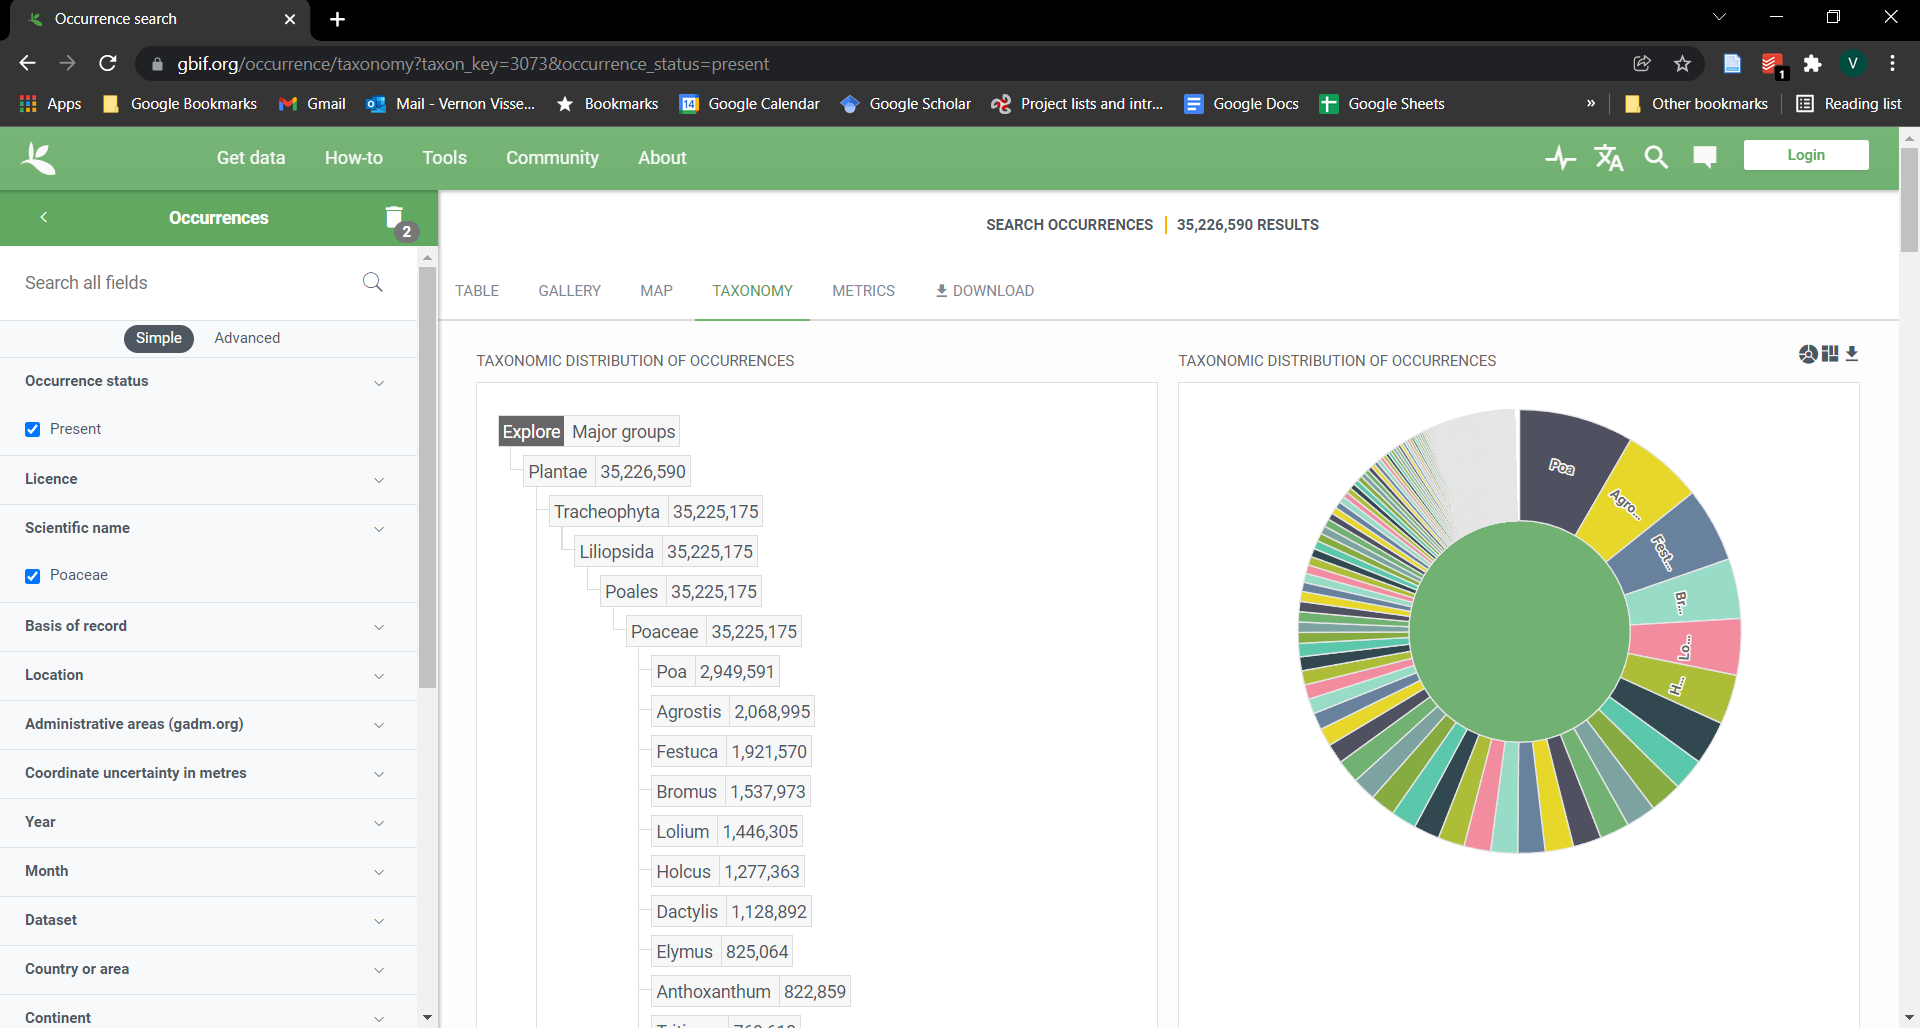 Occurrence search
gbif.org/occurrence/taxonomy?taxon_key=3073&occurrence_status=present
1
V
Apps
Google Bookmarks
Gmail
Mail - Vernon Visse...
Bookmarks
14
Google Calendar
Google Scholar
Project lists and intr...
Google Docs
Google Sheets
»
Other bookmarks
Reading list
Get data
How-to
Tools
Community
About
Login
Occurrences
2
SEARCH OCCURRENCES
35,226,590 RESULTS
Search all fields
TABLE
GALLERY
MAP
TAXONOMY
METRICS
DOWNLOAD
Simple
Advanced
Occurrence status
Present
Licence
Scientific name
Poaceae
Basis of record
Location
Administrative areas (gadm.org)
Coordinate uncertainty in metres
Year
Month
Dataset
Country or area
Continent
TAXONOMIC DISTRIBUTION OF OCCURRENCES
Explore Major groups
Plantae 35,226,590
Tracheophyta 35,225,175
Liliopsida 35,225,175
Poales 35,225,175
Poaceae 35,225,175
Poa 2,949,591
Agrostis 2,068,995
Festuca 1,921,570
Bromus 1,537,973
Lolium 1,446,305
Holcus 1,277,363
Dactylis 1,128,892
Elymus 825,064
Anthoxanthum 822,859
TAXONOMIC DISTRIBUTION OF OCCURRENCES
Poa
Agro...
Fest...
Br...
Lo...
H...